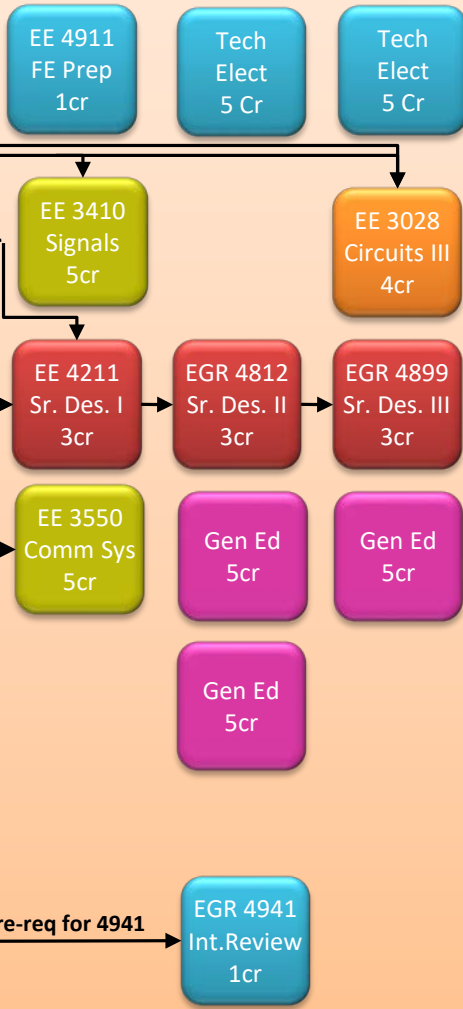 EE 4911
FE Prep
1cr
Tech
Elect
5 Cr
Tech
Elect
5 Cr
EE 3410
Signals
5cr
EE 3028
Circuits III
4cr
EE 4211
Sr. Des. I
3cr
EGR 4812
Sr. Des. II
3cr
EGR 4899
Sr. Des. III
3cr
EE 3550
Comm Sys
5cr
Gen Ed
5cr
Gen Ed
5cr
Gen Ed
5cr
re-req for 4941
EGR 4941
Int.Review
1cr